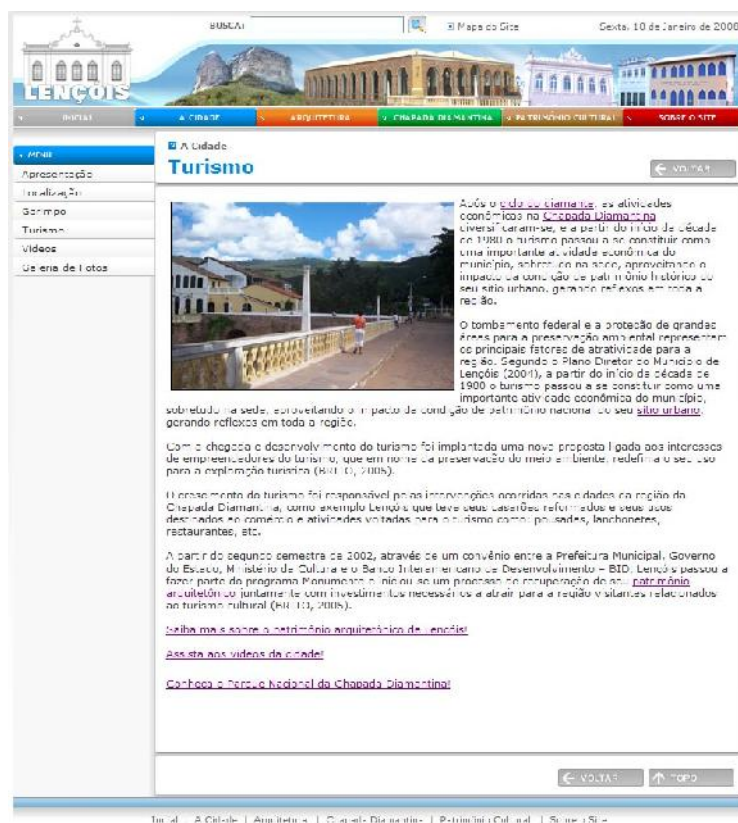 BUSCA:
Mapa do Site
Sexta, 18 de Janeiro de 2008
LENÇOIS
INICIAL
A CIDADE
ARQUITETURA
CHAPADA DIAMANTINA
PATRIMÔNIO CULTURAL
SOBRE O SITE
MENU
Apresentação
Localização
Garimpo
Turismo
Vídeos
Galeria de Fotos
A Cidade
Turismo
VOLTAR
Após o ciclo do diamante, as atividades
econômicas na Chapada Diamantina
diversificaram-se, e a partir do início da década
de 1980 o turismo passou a se constituir como
uma importante atividade econômica do
município, sobretudo na sede, aproveitando o
impacto da condição de patrimônio histórico do
seu sítio urbano, gerando reflexos em toda a
região.
O tombamento federal e a proteção de grandes
áreas para a preservação ambiental representam
os principais fatores de atratividade para a
região. Segundo o Plano Diretor do Município de
Lençóis (2004), a partir do início da década de
1980 o turismo passou a se constituir como uma
importante atividade econômica do município,
sobretudo na sede, aproveitando o impacto da condição de patrimônio nacional do seu sítio urbano,
gerando reflexos em toda a região.
Com a chegada e desenvolvimento do turismo foi implantada uma nova proposta ligada aos interesses
de empreendedores do turismo, que em nome da preservação do meio ambiente, redefinia o seu uso
para a exploração turística (BRITO, 2005).
O crescimento do turismo foi responsável pelas intervenções ocorridas nas cidades da região da
Chapada Diamantina, como exemplo Lençóis que teve seus casarões reformados e seus usos
destinados ao comércio e atividades voltadas para o turismo como: pousadas, lanchonetes,
restaurantes, etc.
A partir do segundo semestre de 2002, através de um convênio entre a Prefeitura Municipal, Governo
do Estado, Ministério da Cultura e o Banco Interamericano de Desenvolvimento – BID, Lençóis passou a
fazer parte do programa Monumenta e iniciou-se um processo de recuperação do seu patrimônio
arquitetônico juntamente com investimentos necessários a atrair para a região visitantes relacionados
ao turismo cultural (BRITO, 2005).
Saiba mais sobre o patrimônio arquitetônico de Lençóis!
Assista aos vídeos da cidade!
Conheça o Parque Nacional da Chapada Diamantina!
VOLTAR
TOPO
Inicial | A Cidade | Arquitetura | Chapada Diamantina | Patrimônio Cultural | Sobre o Site